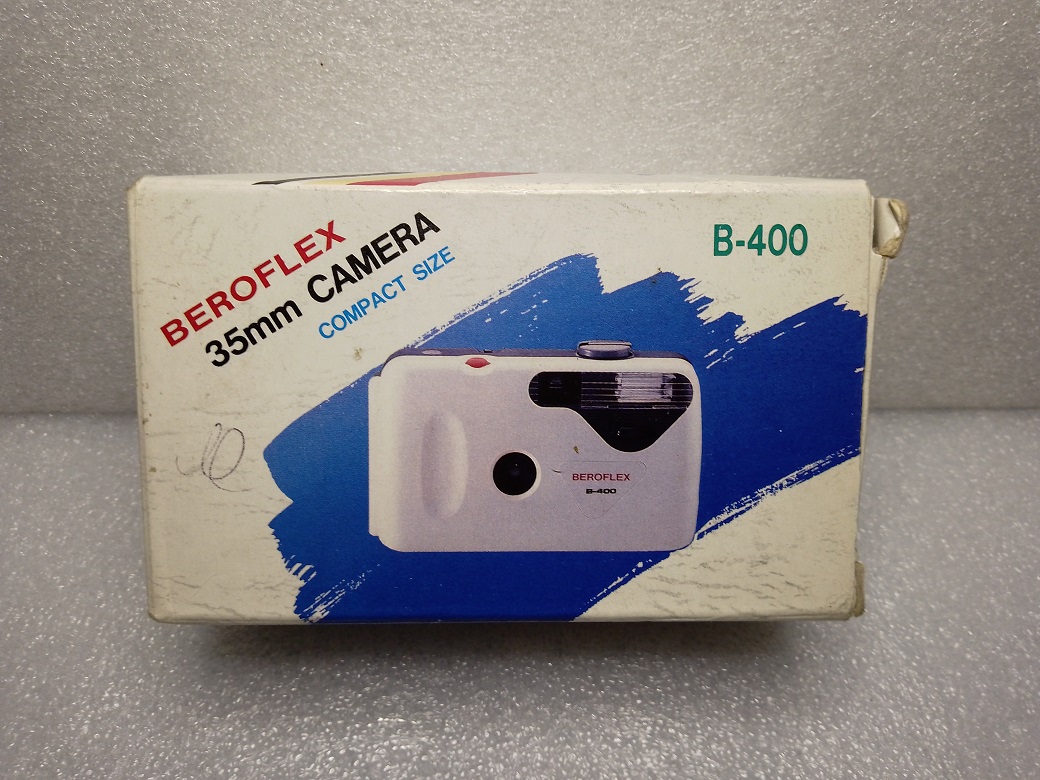 BEROFLEX
35mm CAMERA
COMPACT SIZE
B-400
BEROFLEX
B-400